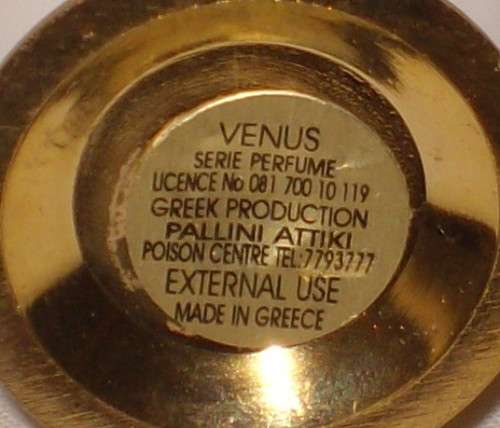 VENUS
SERIE PERFUME
LICENCE No 081 700 10 119
GREEK PRODUCTION
PALLINI ATTIKI
POISON CENTRE TEL:7793777
EXTERNAL USE
MADE IN GREECE